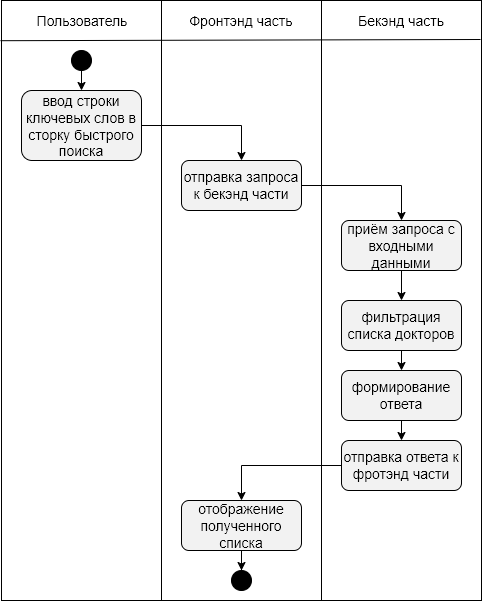 Пользователь
Фронтэнд часть
Бекэнд часть
ввод строки
ключевых слов в
сторку быстрого
поиска
отправка запроса
к бекэнд части
приём запроса с
входными
данными
фильтрация
списка докторов
формирование
ответа
отправка ответа к
фротэнд части
отображение
полученного
списка